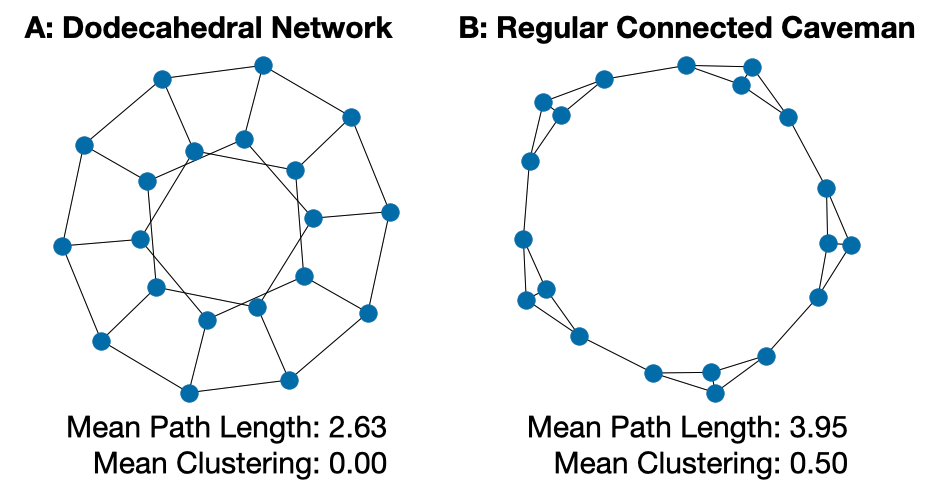 A: Dodecahedral Network
B: Regular Connected Caveman
Mean Path Length: 2.63
Mean Clustering: 0.00
Mean Path Length: 3.95
Mean Clustering: 0.50